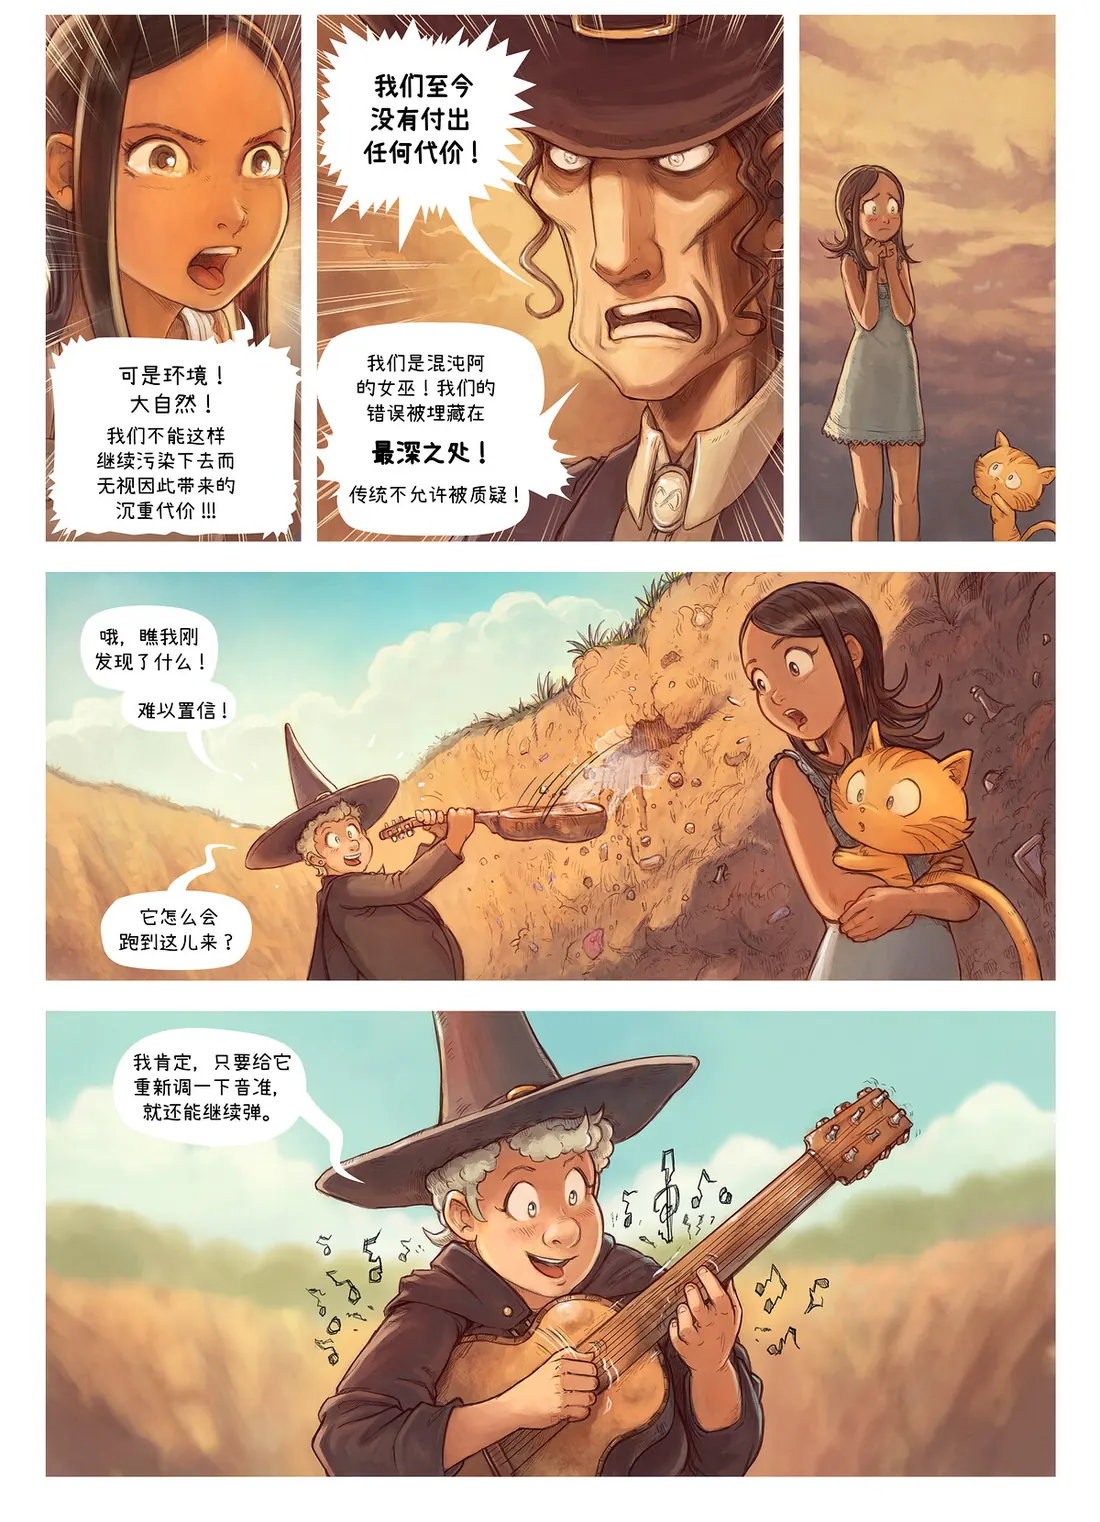 可是环境！
大自然！
我们不能这样
继续污染下去而
无视因此带来的
沉重代价!!!
我们至今
没有付出
任何代价！
我们是混沌阿
的女巫！我们的
错误被埋藏在
最深之处！
传统不允许被质疑！
哦，瞧我刚
发现了什么！
难以置信！
它怎么会
跑到这儿来？
我肯定，只要给它
重新调一下音准，
就还能继续弹。